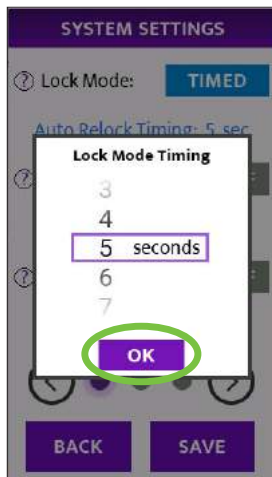 SYSTEM SETTINGS
? Lock Mode: TIMED
Auto Relock Timing: 5 sec
Lock Mode Timing
?
3
4
5 seconds
6
?
7
OK
BACK SAVE